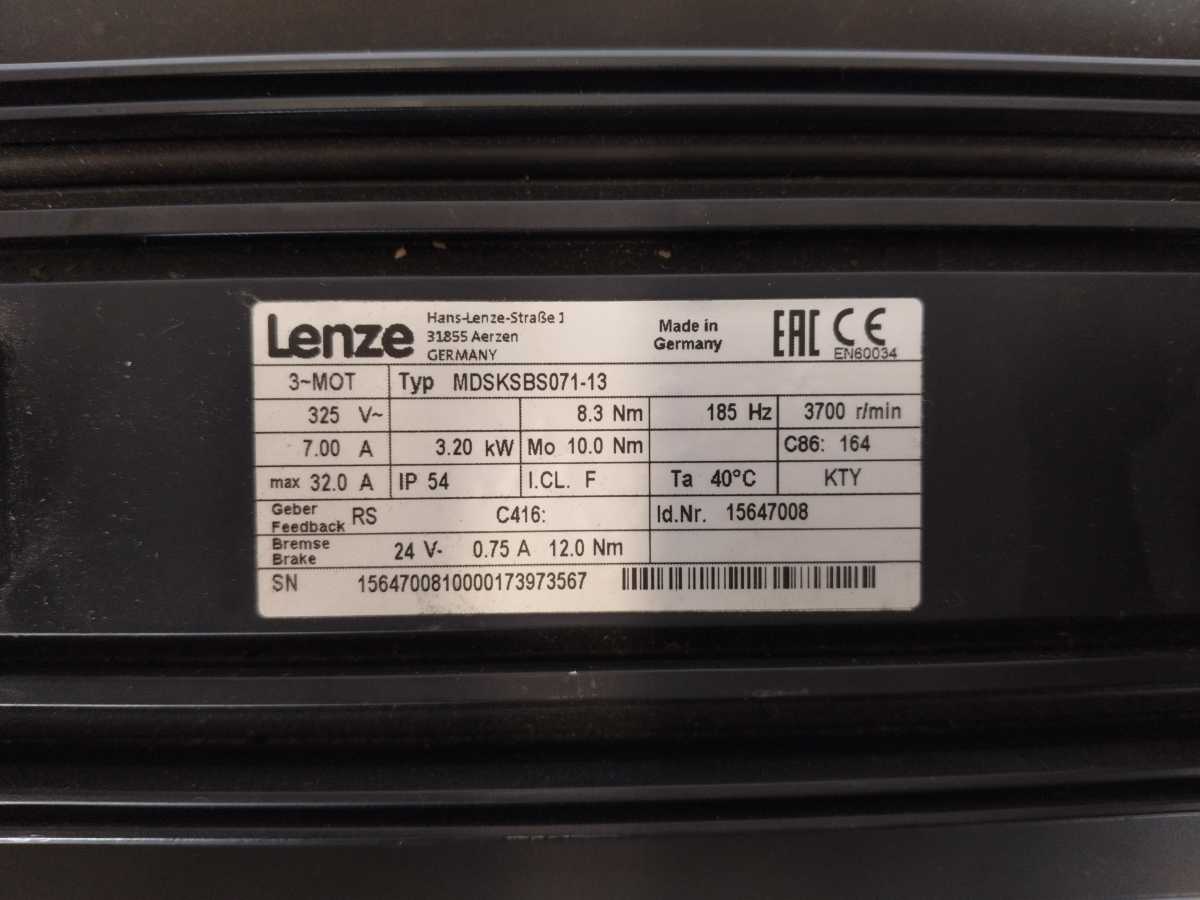 Lenze
Hans-Lenze-Straße 1
31855 Aerzen
GERMANY
Made in
Germany
EAC CE
EN60034
3~MOT Typ MDSKSBS071-13
325 V~ 8.3 Nm 185 Hz 3700 r/min
7.00 A 3.20 kW Mo 10.0 Nm C86: 164
max 32.0 A IP 54 I.CL. F Ta 40°C KTY
Geber
Feedback RS C416: Id.Nr. 15647008
Bremse
Brake 24 V- 0.75 A 12.0 Nm
SN 1564700810000173973567